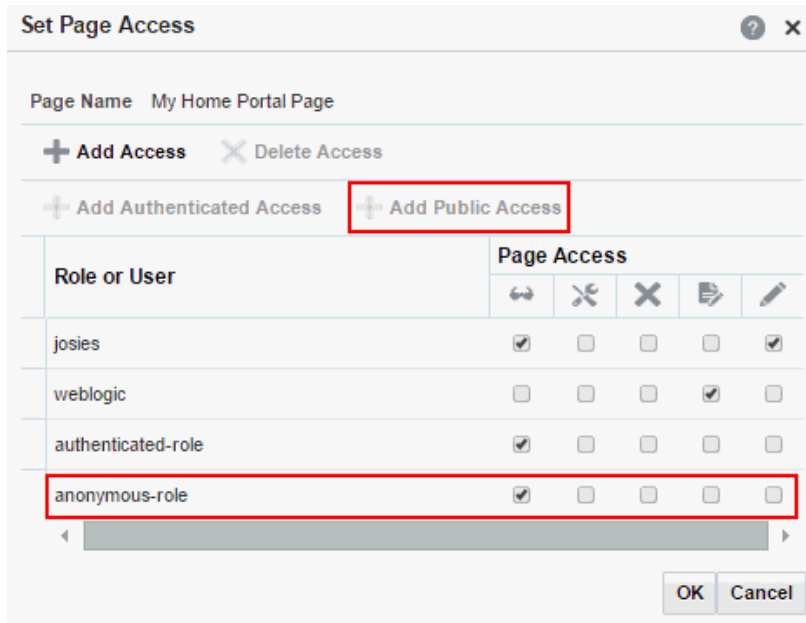 Set Page Access
Page Name My Home Portal Page
Add Access Delete Access
Add Authenticated Access Add Public Access
Role or User Page Access
josies
weblogic
authenticated-role
anonymous-role
OK Cancel